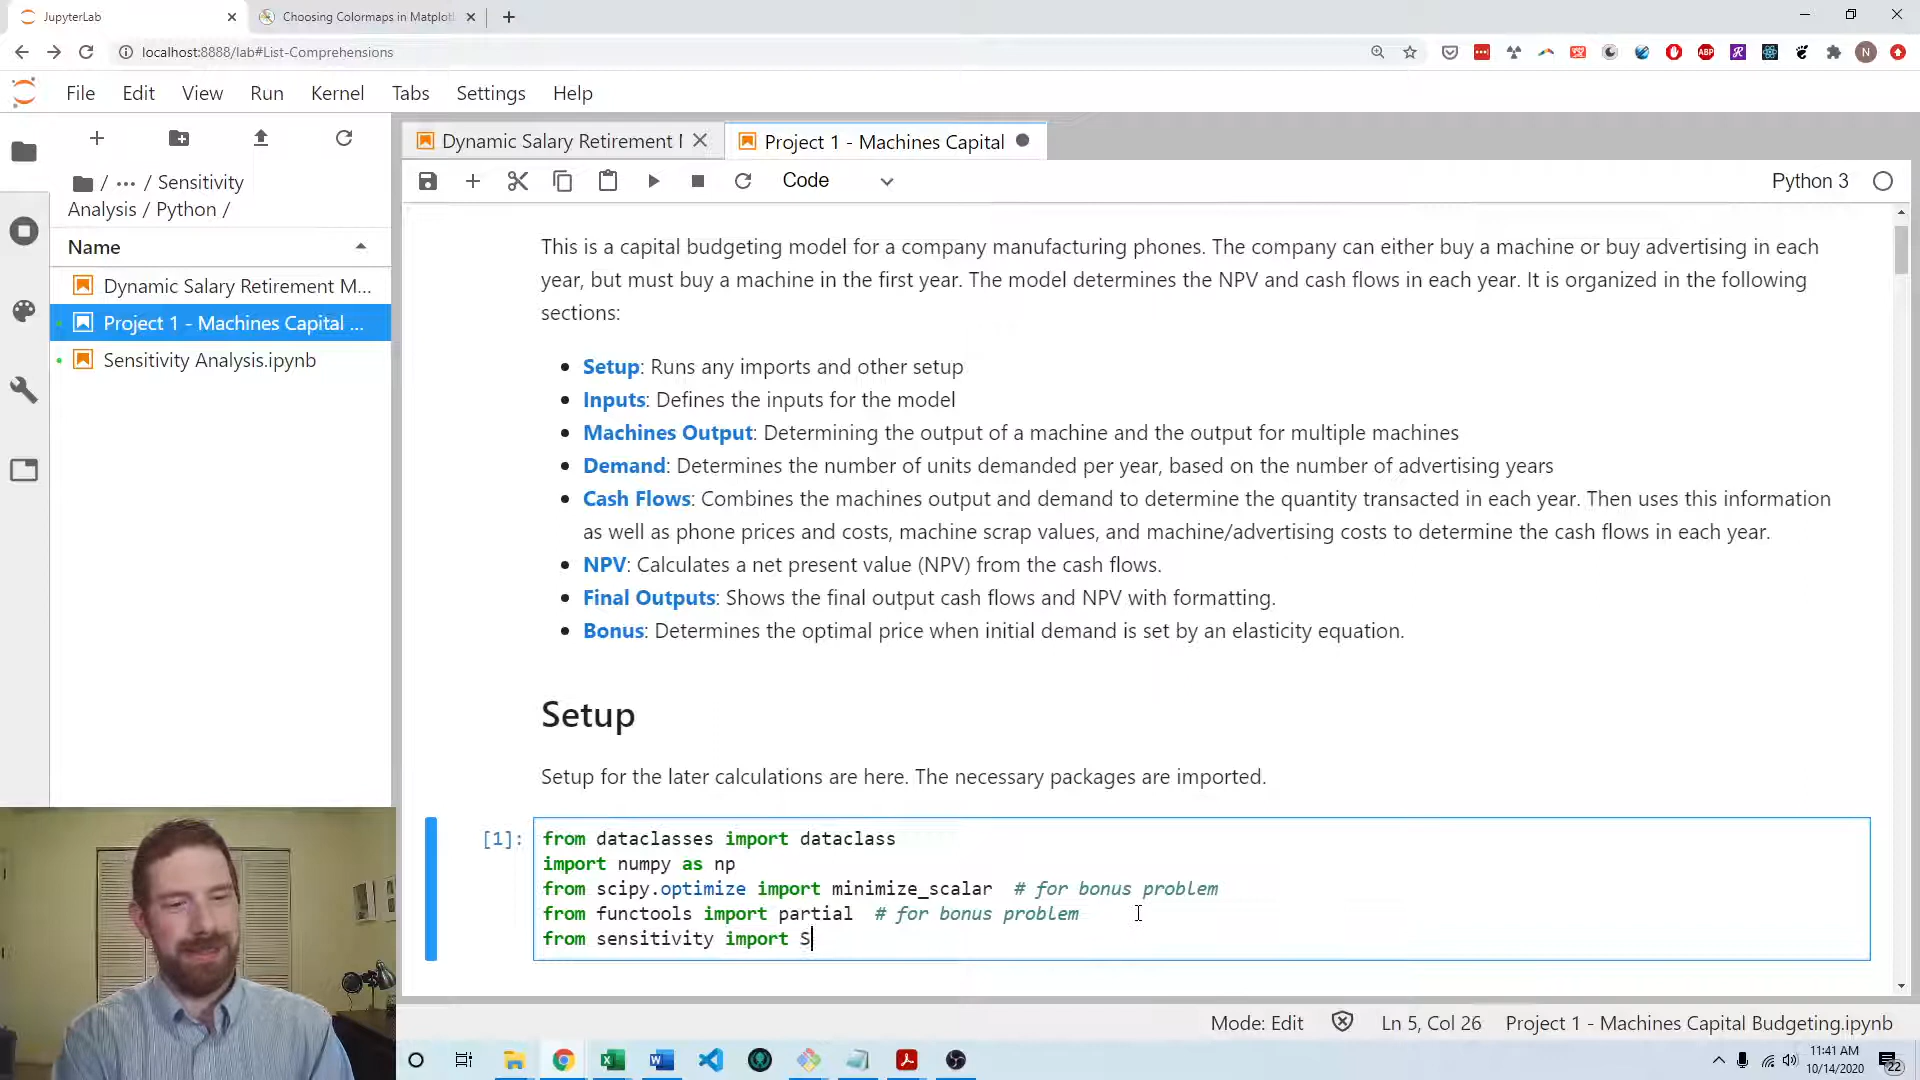 JupyterLab
Choosing Colormaps in Matplotl
localhost:8888/lab#List-Comprehensions
File Edit View Run Kernel Tabs Settings Help
/ ··· / Sensitivity
Analysis / Python /
Name
Dynamic Salary Retirement M...
Project 1 - Machines Capital ...
Sensitivity Analysis.ipynb
Dynamic Salary Retirement
Project 1 - Machines Capital
Code
Python 3
This is a capital budgeting model for a company manufacturing phones. The company can either buy a machine or buy advertising in each
year, but must buy a machine in the first year. The model determines the NPV and cash flows in each year. It is organized in the following
sections:
Setup: Runs any imports and other setup
Inputs: Defines the inputs for the model
Machines Output: Determining the output of a machine and the output for multiple machines
Demand: Determines the number of units demanded per year, based on the number of advertising years
Cash Flows: Combines the machines output and demand to determine the quantity transacted in each year. Then uses this information
as well as phone prices and costs, machine scrap values, and machine/advertising costs to determine the cash flows in each year.
NPV: Calculates a net present value (NPV) from the cash flows.
Final Outputs: Shows the final output cash flows and NPV with formatting.
Bonus: Determines the optimal price when initial demand is set by an elasticity equation.
Setup
Setup for the later calculations are here. The necessary packages are imported.
[1]:
from dataclasses import dataclass
import numpy as np
from scipy.optimize import minimize_scalar # for bonus problem
from functools import partial # for bonus problem
from sensitivity import S
Mode: Edit
Ln 5, Col 26
Project 1 - Machines Capital Budgeting.ipynb
11:41 AM
10/14/2020
22
ABP
N